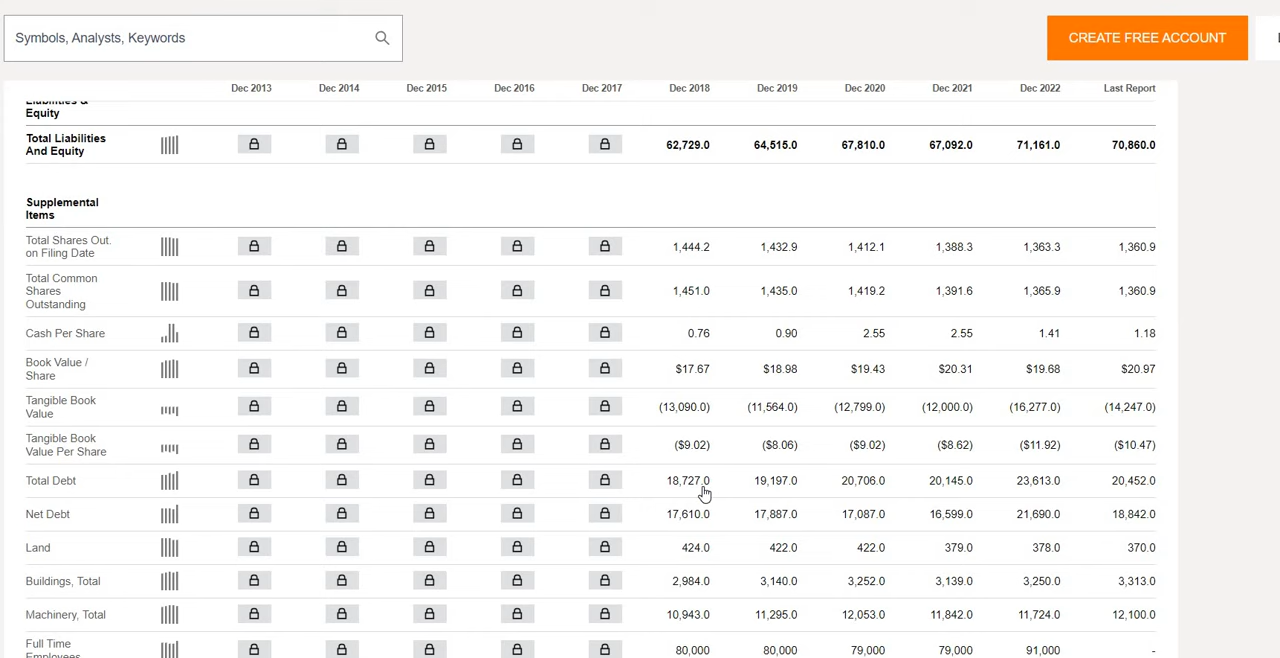 Symbols, Analysts, Keywords
CREATE FREE ACCOUNT
Dec 2013 Dec 2014 Dec 2015 Dec 2016 Dec 2017 Dec 2018 Dec 2019 Dec 2020 Dec 2021 Dec 2022 Last Report
Liabilities &
Equity
Total Liabilities
And Equity 62,729.0 64,515.0 67,810.0 67,092.0 71,161.0 70,860.0
Supplemental
Items
Total Shares Out.
on Filing Date 1,444.2 1,432.9 1,412.1 1,388.3 1,363.3 1,360.9
Total Common
Shares 1,451.0 1,435.0 1,419.2 1,391.6 1,365.9 1,360.9
Outstanding
Cash Per Share 0.76 0.90 2.55 2.55 1.41 1.18
Book Value /
Share $17.67 $18.98 $19.43 $20.31 $19.68 $20.97
Tangible Book
Value (13,090.0) (11,564.0) (12,799.0) (12,000.0) (16,277.0) (14,247.0)
Tangible Book
Value Per Share ($9.02) ($8.06) ($9.02) ($8.62) ($11.92) ($10.47)
Total Debt 18,727.0 19,197.0 20,706.0 20,145.0 23,613.0 20,452.0
Net Debt 17,610.0 17,887.0 17,087.0 16,599.0 21,690.0 18,842.0
Land 424.0 422.0 422.0 379.0 378.0 370.0
Buildings, Total 2,984.0 3,140.0 3,252.0 3,139.0 3,250.0 3,313.0
Machinery, Total 10,943.0 11,295.0 12,053.0 11,842.0 11,724.0 12,100.0
Full Time
Employees 80,000 80,000 79,000 79,000 91,000 -